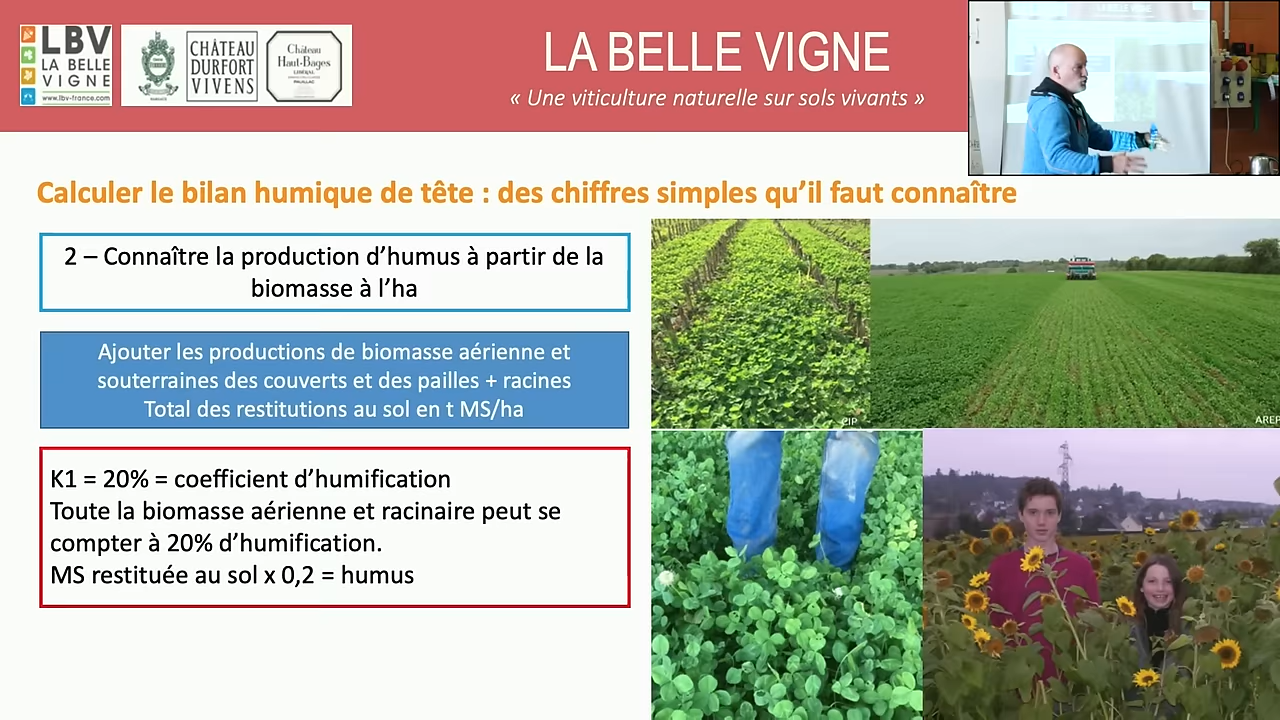 LBV
LA BELLE
VIGNE
www.lbv-france.com
CHÂTEAU
DURFORT
VIVENS
Château
Haut-Bages
LA BELLE VIGNE
« Une viticulture naturelle sur sols vivants »
Calculer le bilan humique de tête : des chiffres simples qu'il faut connaître
2 – Connaître la production d'humus à partir de la
biomasse à l'ha
Ajouter les productions de biomasse aérienne et
souterraines des couverts et des pailles + racines
Total des restitutions au sol en t MS/ha
K1 = 20% = coefficient d'humification
Toute la biomasse aérienne et racinaire peut se
compter à 20% d'humification.
MS restituée au sol x 0,2 = humus
CIP
AREP